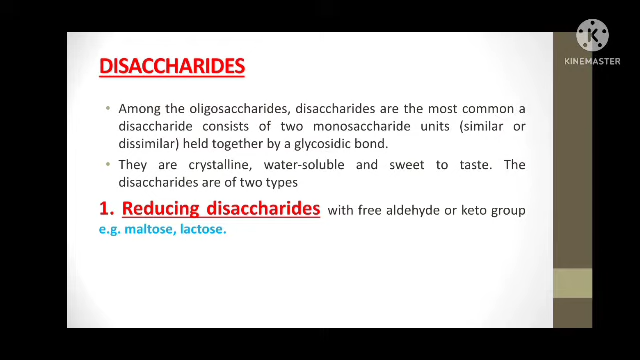 KINEMASTER
DISACCHARIDES
Among the oligosaccharides, disaccharides are the most common a
disaccharide consists of two monosaccharide units (similar or
dissimilar) held together by a glycosidic bond.
They are crystalline, water-soluble and sweet to taste. The
disaccharides are of two types
1. Reducing disaccharides with free aldehyde or keto group
e.g. maltose, lactose.